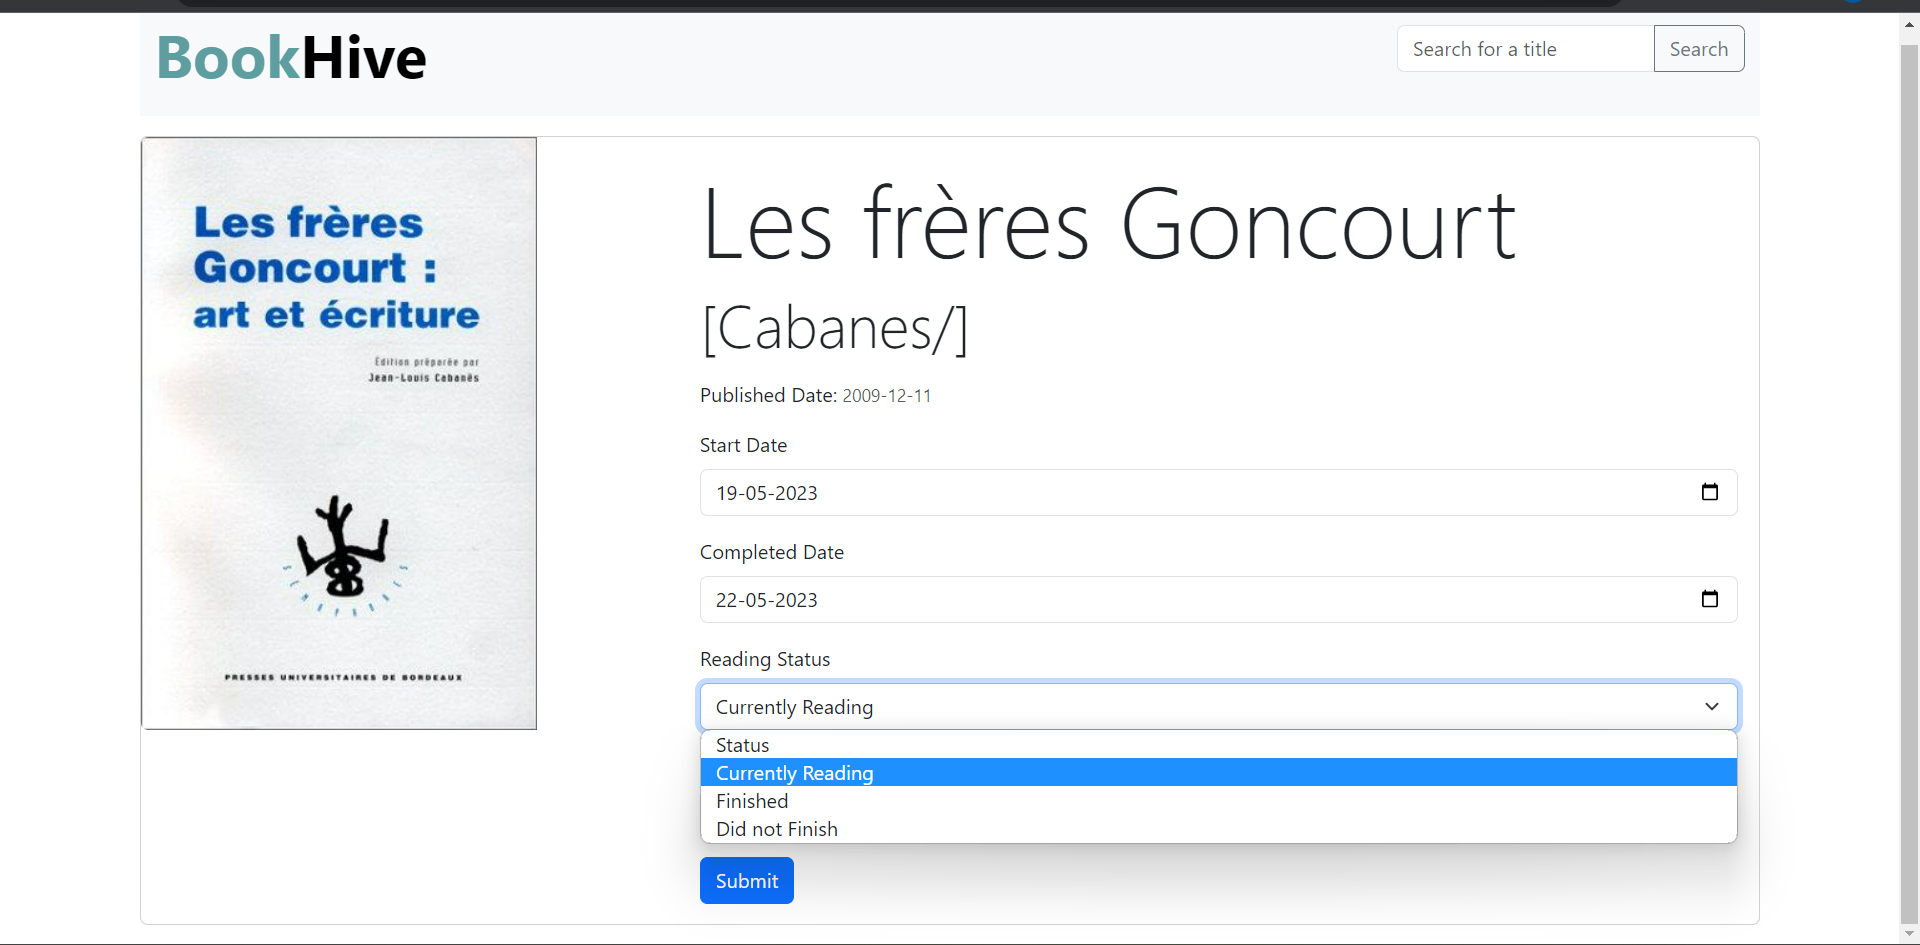 BookHive
Search for a title
Search
Les frères
Goncourt :
art et écriture
Édition préparée par
Jean-Louis Cabanès
PRESSES UNIVERSITAIRES DE BORDEAUX
Les frères Goncourt
[Cabanes/]
Published Date: 2009-12-11
Start Date
19-05-2023
Completed Date
22-05-2023
Reading Status
Currently Reading
Status
Currently Reading
Finished
Did not Finish
Submit